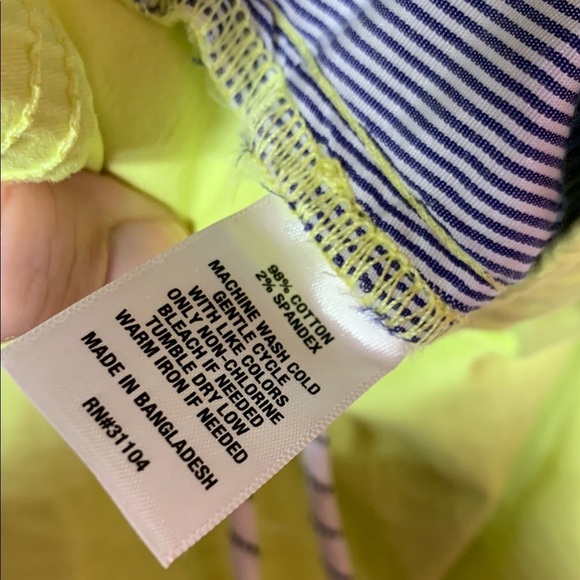 98% COTTON
2% SPANDEX
MACHINE WASH COLD
GENTLE CYCLE
WITH LIKE COLORS
ONLY NON-CHLORINE
BLEACH IF NEEDED
TUMBLE DRY LOW
WARM IRON IF NEEDED
MADE IN BANGLADESH
RN#31104